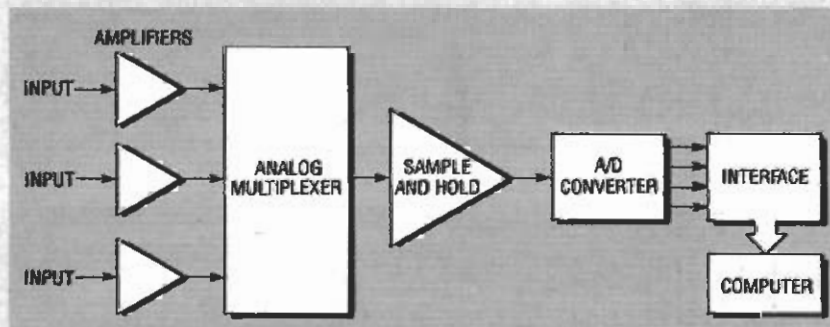 AMPLIFIERS
INPUT
INPUT
INPUT
ANALOG
MULTIPLEXER
SAMPLE
AND HOLD
A/D
CONVERTER
INTERFACE
COMPUTER